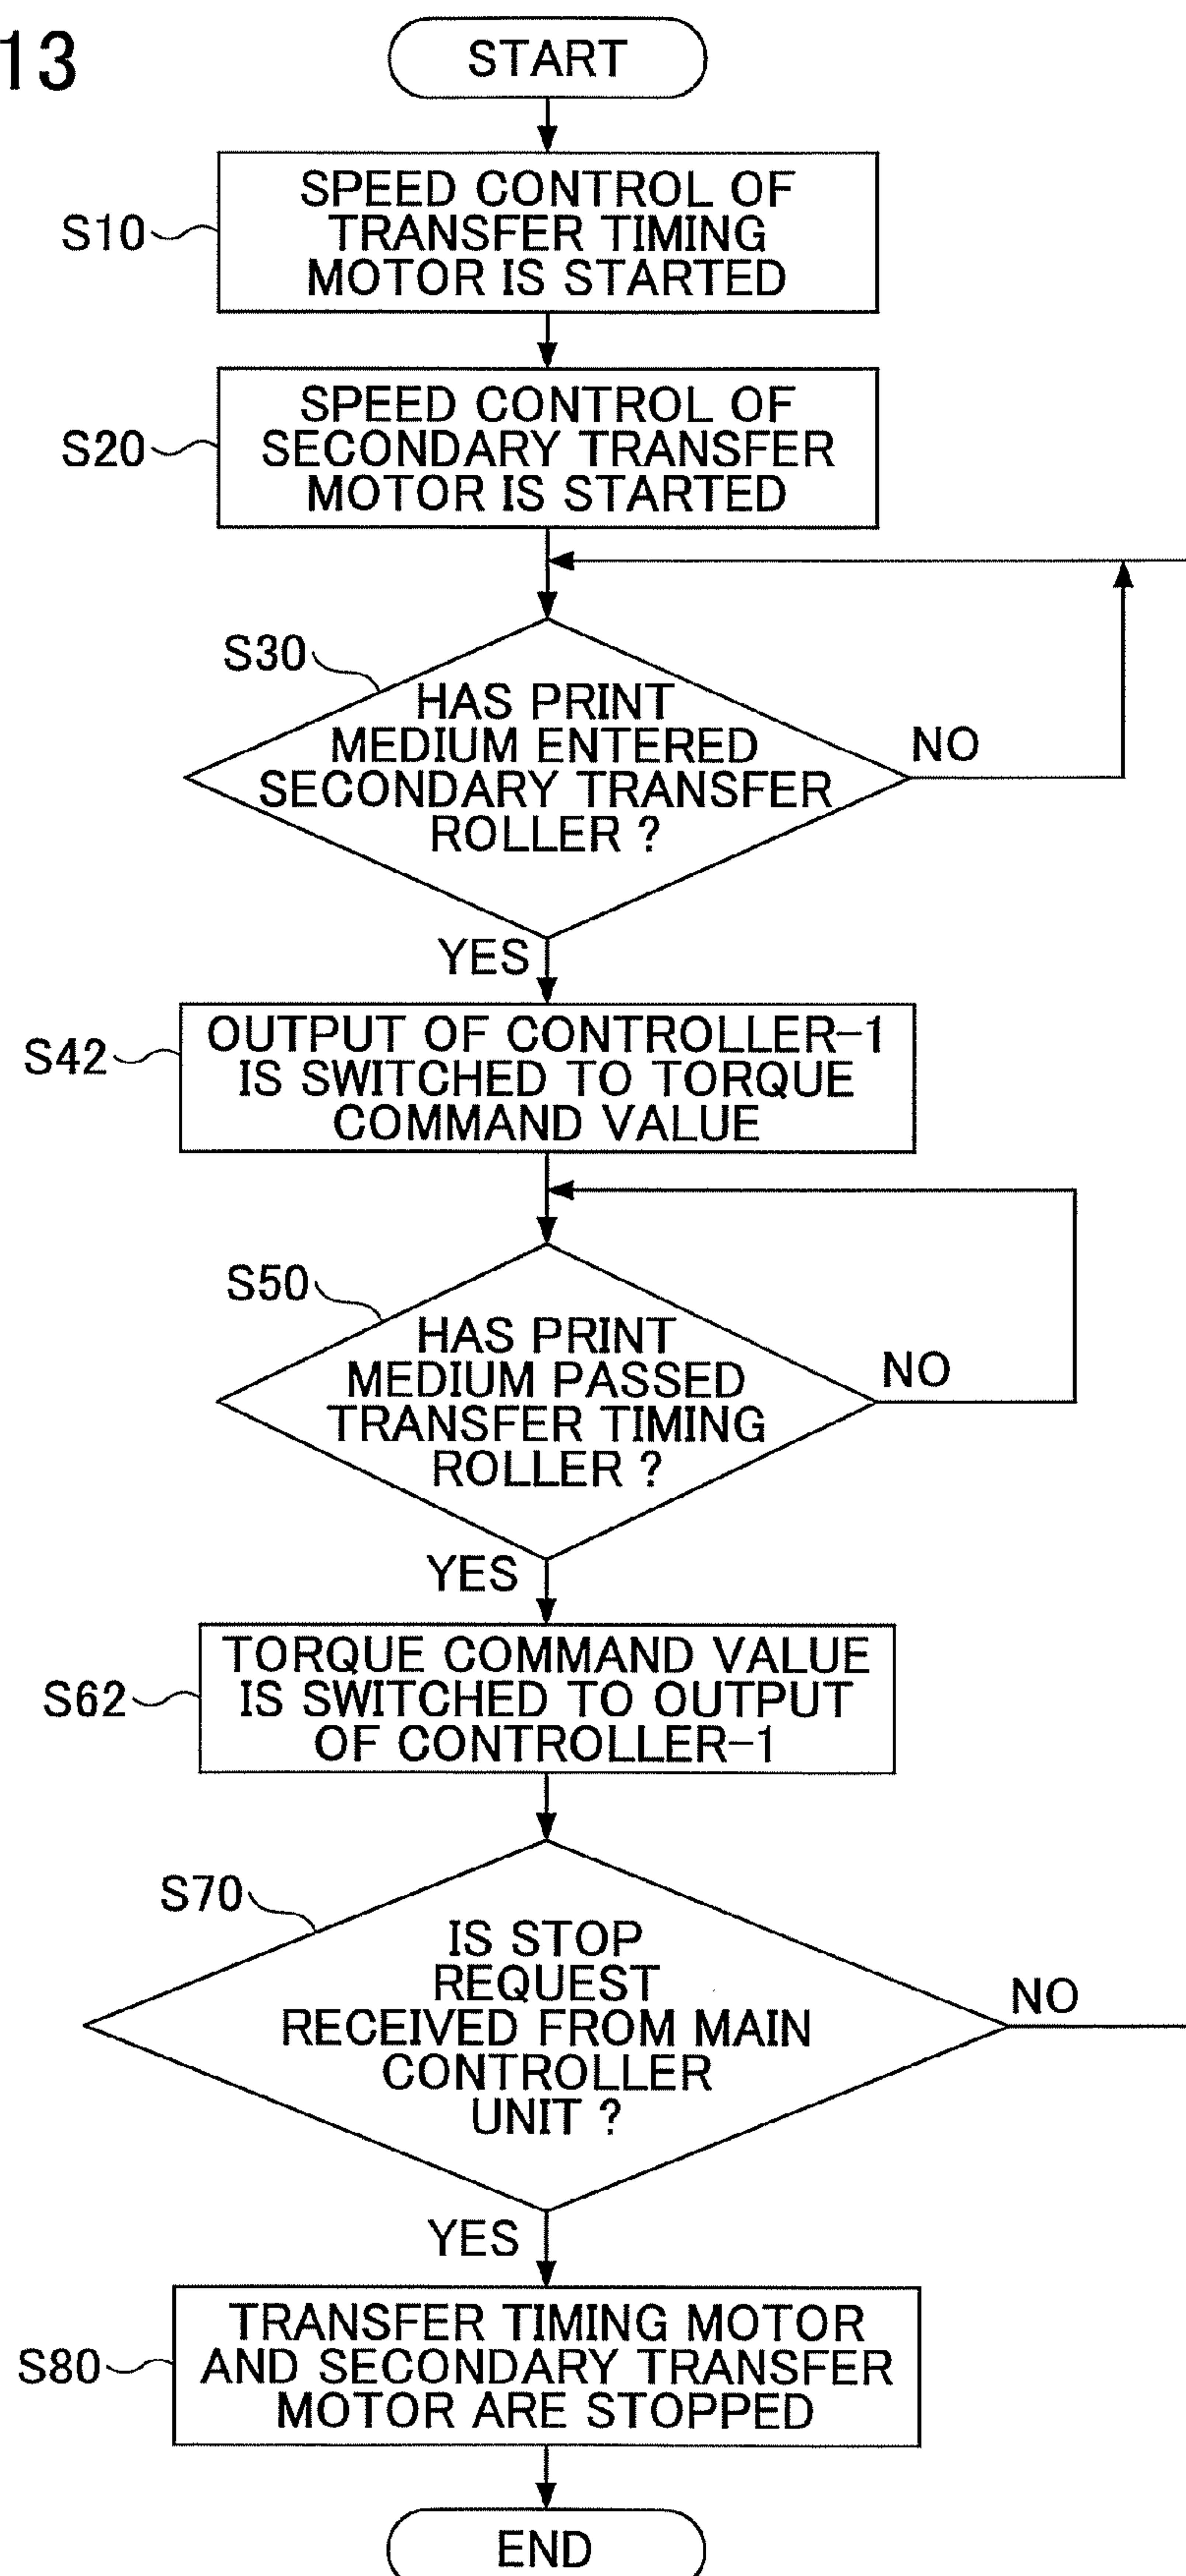 13
START
S10
SPEED CONTROL OF
TRANSFER TIMING
MOTOR IS STARTED
S20
SPEED CONTROL OF
SECONDARY TRANSFER
MOTOR IS STARTED
S30
HAS PRINT
MEDIUM ENTERED
SECONDARY TRANSFER
ROLLER ?
NO
YES
S42
OUTPUT OF CONTROLLER-1
IS SWITCHED TO TORQUE
COMMAND VALUE
S50
HAS PRINT
MEDIUM PASSED
TRANSFER TIMING
ROLLER ?
NO
YES
S62
TORQUE COMMAND VALUE
IS SWITCHED TO OUTPUT
OF CONTROLLER-1
S70
IS STOP
REQUEST
RECEIVED FROM MAIN
CONTROLLER
UNIT ?
NO
YES
S80
TRANSFER TIMING MOTOR
AND SECONDARY TRANSFER
MOTOR ARE STOPPED
END